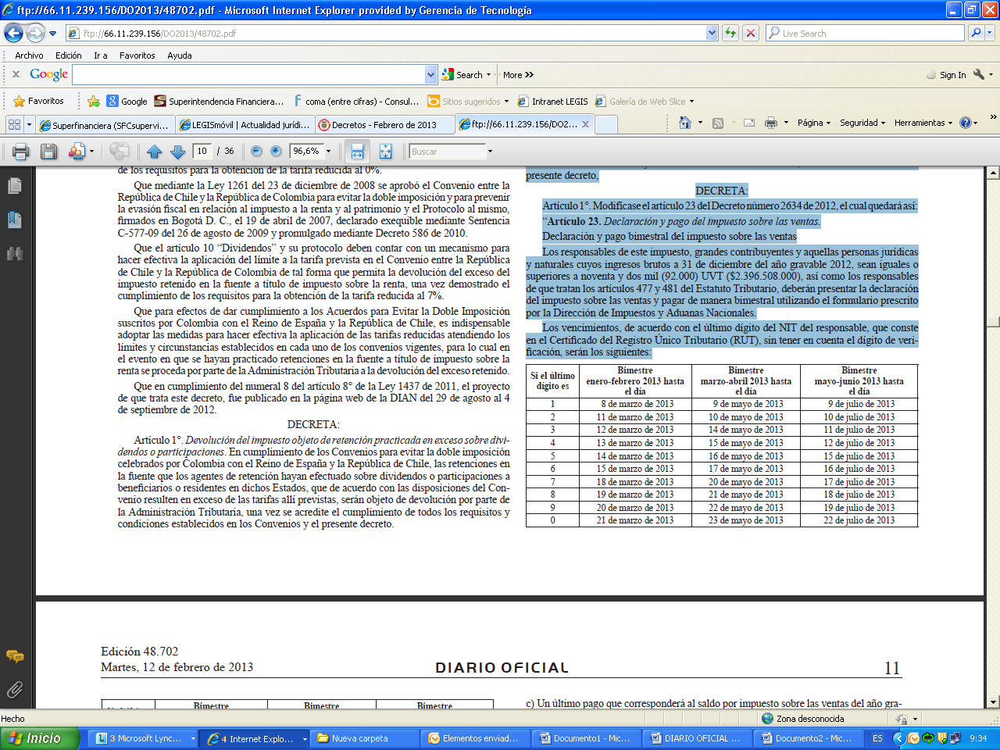 ftp://66.11.239.156/DO2013/48702.pdf - Microsoft Internet Explorer provided by Gerencia de Tecnología
ftp://66.11.239.156/DO2013/48702.pdf
Live Search
Archivo Edición Ir a Favoritos Ayuda
Google Search More Sign In
Favoritos Google Superintendencia Financiera... coma (entre cifras) - Consul... Sitios sugeridos Intranet LEGIS Galería de Web Slice
Superfinanciera (SFCsupervi... LEGISmóvil | Actualidad jurídi... Decretos - Febrero de 2013 ftp://66.11.239.156/DO2... Página Seguridad Herramientas
10 / 36 96,6% Buscar
de los requisitos para la obtención de la tarifa reducida al 0%.
Que mediante la Ley 1261 del 23 de diciembre de 2008 se aprobó el Convenio entre la
República de Chile y la República de Colombia para evitar la doble imposición y para prevenir
la evasión fiscal en relación al impuesto a la renta y al patrimonio y el Protocolo al mismo,
firmados en Bogotá D. C., el 19 de abril de 2007, declarado exequible mediante Sentencia
C-577-09 del 26 de agosto de 2009 y promulgado mediante Decreto 586 de 2010.
Que el artículo 10 “Dividendos” y su protocolo deben contar con un mecanismo para
hacer efectiva la aplicación del límite a la tarifa prevista en el Convenio entre la República
de Chile y la República de Colombia de tal forma que permita la devolución del exceso del
impuesto retenido en la fuente a título de impuesto sobre la renta, una vez demostrado el
cumplimiento de los requisitos para la obtención de la tarifa reducida al 7%.
Que para efectos de dar cumplimiento a los Acuerdos para Evitar la Doble Imposición
suscritos por Colombia con el Reino de España y la República de Chile, es indispensable
adoptar las medidas para hacer efectiva la aplicación de las tarifas reducidas atendiendo los
límites y circunstancias establecidos en cada uno de los convenios vigentes, para lo cual en
el evento en que se hayan practicado retenciones en la fuente a título de impuesto sobre la
renta se proceda por parte de la Administración Tributaria a la devolución del exceso retenido.
Que en cumplimiento del numeral 8 del artículo 8° de la Ley 1437 de 2011, el proyecto
de que trata este decreto, fue publicado en la página web de la DIAN del 29 de agosto al 4
de septiembre de 2012.
DECRETA:
Artículo 1°. Devolución del impuesto objeto de retención practicada en exceso sobre divi-
dendos o participaciones. En cumplimiento de los Convenios para evitar la doble imposición
celebrados por Colombia con el Reino de España y la República de Chile, las retenciones en
la fuente que los agentes de retención hayan efectuado sobre dividendos o participaciones a
beneficiarios o residentes en dichos Estados, que de acuerdo con las disposiciones del Con-
venio resulten en exceso de las tarifas allí previstas, serán objeto de devolución por parte de
la Administración Tributaria, una vez se acredite el cumplimiento de todos los requisitos y
condiciones establecidos en los Convenios y el presente decreto.
presente decreto,
DECRETA:
Artículo 1°. Modifícase el artículo 23 del Decreto número 2634 de 2012, el cual quedará así:
“Artículo 23. Declaración y pago del impuesto sobre las ventas.
Declaración y pago bimestral del impuesto sobre las ventas
Los responsables de este impuesto, grandes contribuyentes y aquellas personas jurídicas
y naturales cuyos ingresos brutos a 31 de diciembre del año gravable 2012, sean iguales o
superiores a noventa y dos mil (92.000) UVT ($2.396.508.000), así como los responsables
de que tratan los artículos 477 y 481 del Estatuto Tributario, deberán presentar la declaración
del impuesto sobre las ventas y pagar de manera bimestral utilizando el formulario prescrito
por la Dirección de Impuestos y Aduanas Nacionales.
Los vencimientos, de acuerdo con el último dígito del NIT del responsable, que conste
en el Certificado del Registro Único Tributario (RUT), sin tener en cuenta el dígito de veri-
ficación, serán los siguientes:
Si el último dígito es Bimestre enero-febrero 2013 hasta el día Bimestre marzo-abril 2013 hasta el día Bimestre mayo-junio 2013 hasta el día
1 8 de marzo de 2013 9 de mayo de 2013 9 de julio de 2013
2 11 de marzo de 2013 10 de mayo de 2013 10 de julio de 2013
3 12 de marzo de 2013 14 de mayo de 2013 11 de julio de 2013
4 13 de marzo de 2013 15 de mayo de 2013 12 de julio de 2013
5 14 de marzo de 2013 16 de mayo de 2013 15 de julio de 2013
6 15 de marzo de 2013 17 de mayo de 2013 16 de julio de 2013
7 18 de marzo de 2013 20 de mayo de 2013 17 de julio de 2013
8 19 de marzo de 2013 21 de mayo de 2013 18 de julio de 2013
9 20 de marzo de 2013 22 de mayo de 2013 19 de julio de 2013
0 21 de marzo de 2013 23 de mayo de 2013 22 de julio de 2013
Edición 48.702
Martes, 12 de febrero de 2013 DIARIO OFICIAL 11
Bimestre Bimestre Bimestre
c) Un último pago que corresponderá al saldo por impuesto sobre las ventas del año gra-
Hecho Zona desconocida
Inicio 3 Microsoft Lync... 4 Internet Explo... Nueva carpeta Elementos enviad... Documento1 - Mic... DIARIO OFICIAL ... Documento2 - Mic... ES 9:34